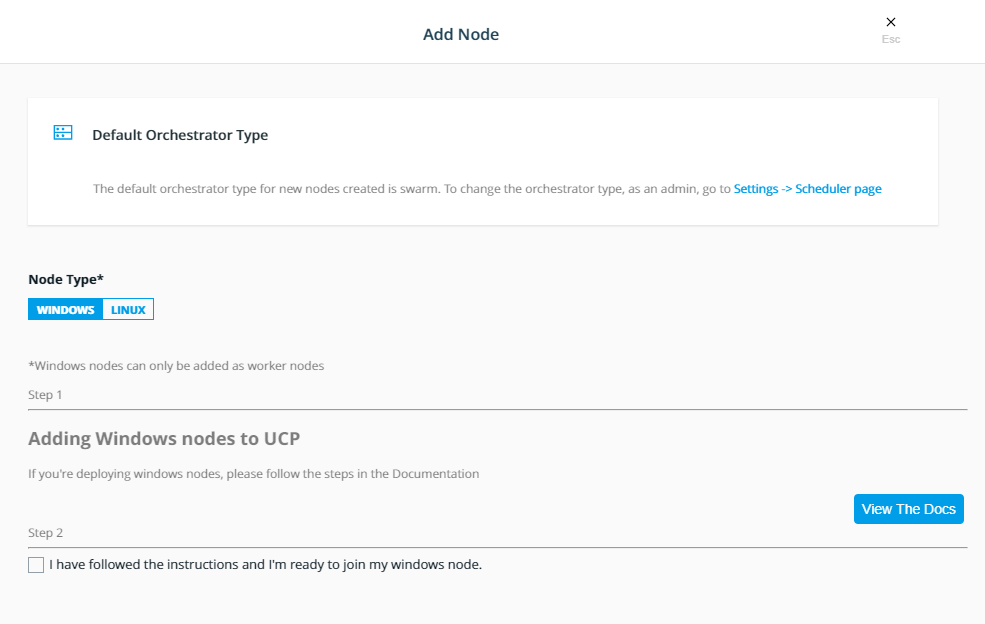 Add Node
Esc
Default Orchestrator Type
The default orchestrator type for new nodes created is swarm. To change the orchestrator type, as an admin, go to Settings -> Scheduler page
Node Type*
WINDOWS LINUX
*Windows nodes can only be added as worker nodes
Step 1
Adding Windows nodes to UCP
If you're deploying windows nodes, please follow the steps in the Documentation
View The Docs
Step 2
I have followed the instructions and I'm ready to join my windows node.